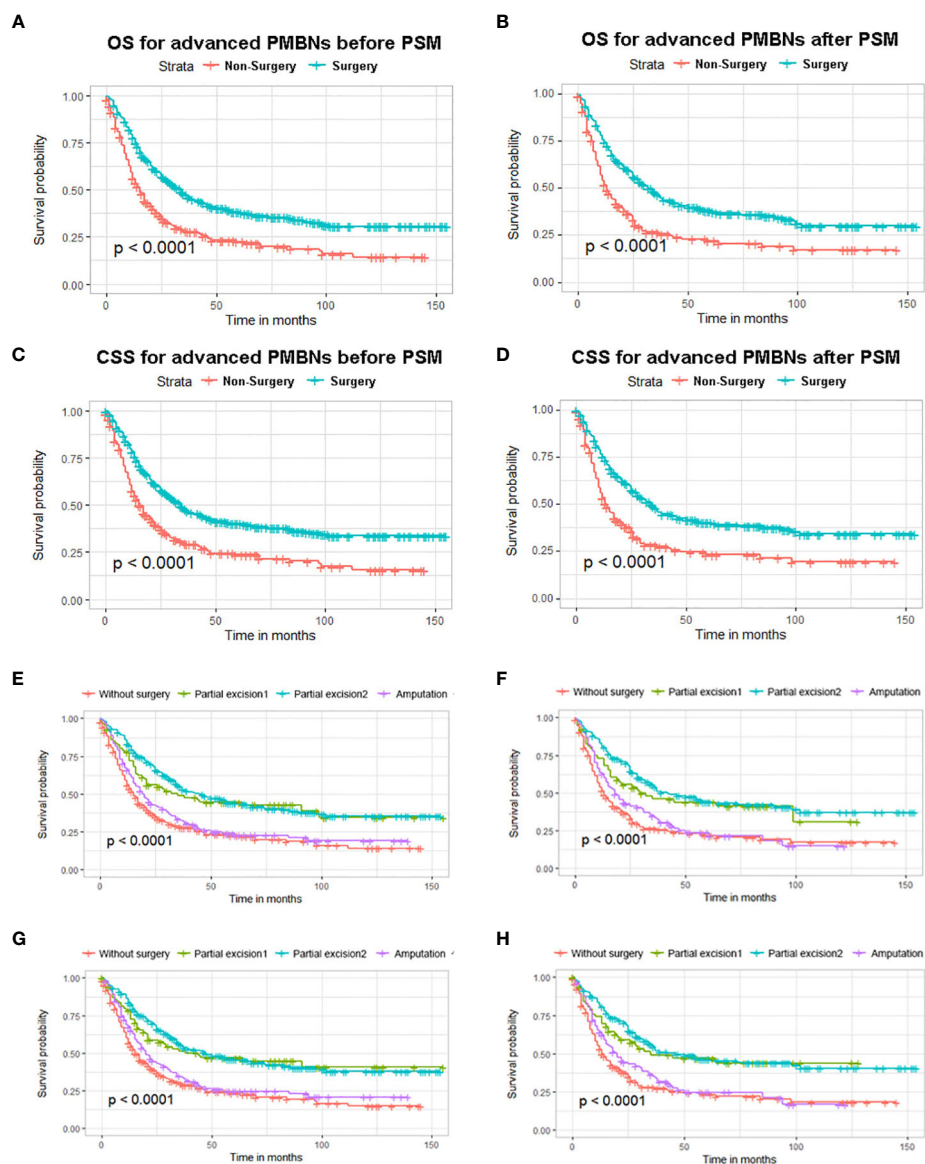 A
OS for advanced PMBNs before PSM
Strata Non-Surgery Surgery
1.00
0.75
0.50
0.25
0.00
Survival probability
p < 0.0001
0 50 100 150
Time in months
B
OS for advanced PMBNs after PSM
Strata Non-Surgery Surgery
1.00
0.75
0.50
0.25
0.00
Survival probability
p < 0.0001
0 50 100 150
Time in months
C
CSS for advanced PMBNs before PSM
Strata Non-Surgery Surgery
1.00
0.75
0.50
0.25
0.00
Survival probability
p < 0.0001
0 50 100 150
Time in months
D
CSS for advanced PMBNs after PSM
Strata Non-Surgery Surgery
1.00
0.75
0.50
0.25
0.00
Survival probability
p < 0.0001
0 50 100 150
Time in months
E
Without surgery Partial excision1 Partial excision2 Amputation
1.00
0.75
0.50
0.25
0.00
Survival probability
p < 0.0001
0 50 100 150
Time in months
F
Without surgery Partial excision1 Partial excision2 Amputation
1.00
0.75
0.50
0.25
0.00
Survival probability
p < 0.0001
0 50 100 150
Time in months
G
Without surgery Partial excision1 Partial excision2 Amputation
1.00
0.75
0.50
0.25
0.00
Survival probability
p < 0.0001
0 50 100 150
Time in months
H
Without surgery Partial excision1 Partial excision2 Amputation
1.00
0.75
0.50
0.25
0.00
Survival probability
p < 0.0001
0 50 100 150
Time in months